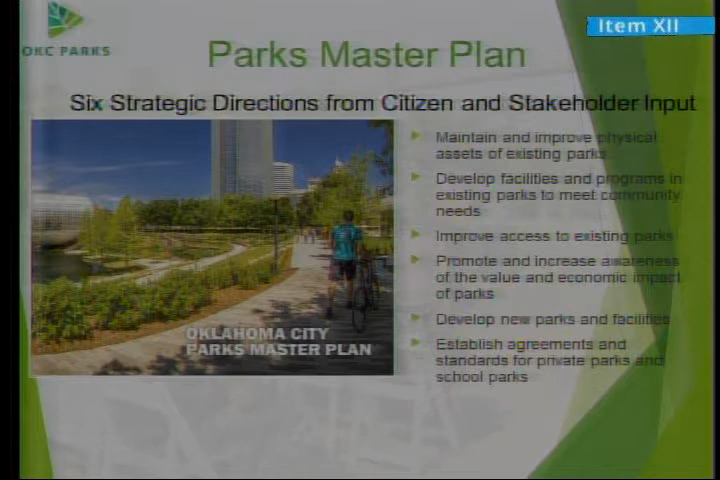 Item XII
OKC PARKS
Parks Master Plan
Six Strategic Directions from Citizen and Stakeholder Input
Maintain and improve physical
assets of existing parks
Develop facilities and programs in
existing parks to meet community
needs
Improve access to existing parks
Promote and increase awareness
of the value and economic impact
of parks
Develop new parks and facilities
Establish agreements and
standards for private parks and
school parks
OKLAHOMA CITY
PARKS MASTER PLAN